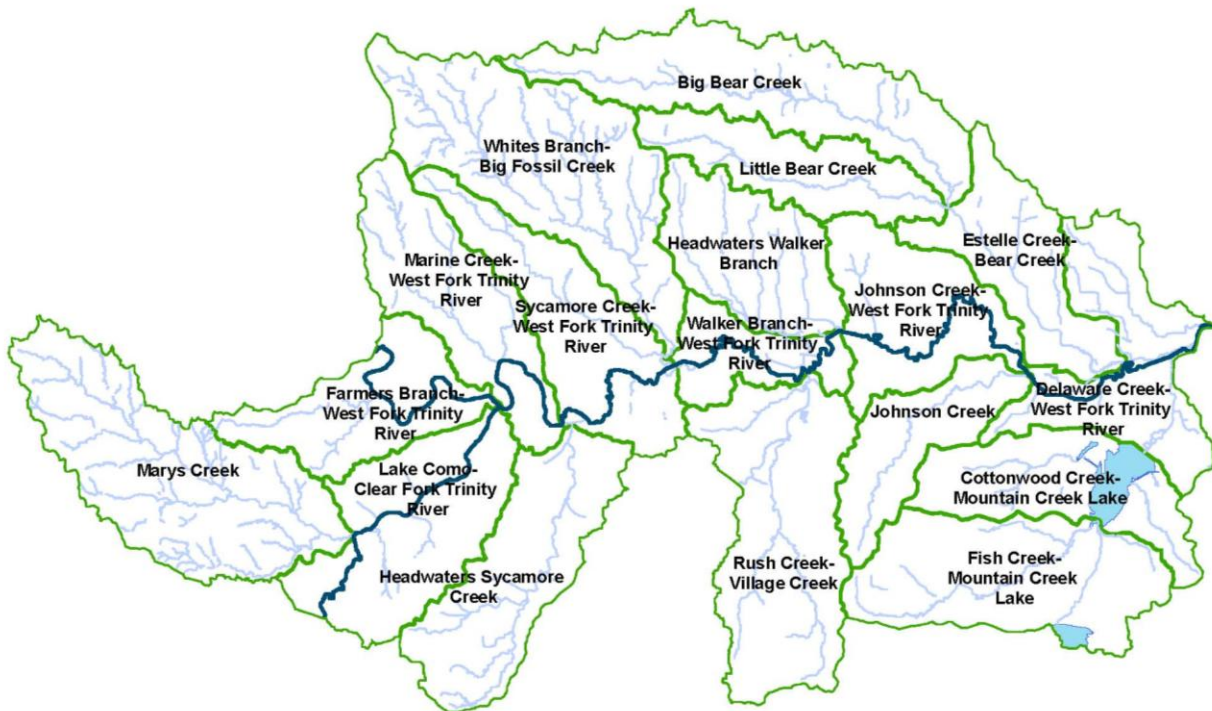 Big Bear Creek
Whites Branch-
Big Fossil Creek
Little Bear Creek
Headwaters Walker
Branch
Estelle Creek-
Bear Creek
Marine Creek-
West Fork Trinity
River
Sycamore Creek-
West Fork Trinity
River
Walker Branch-
West Fork Trinity
River
Johnson Creek-
West Fork Trinity
River
Farmers Branch-
West Fork Trinity
River
Johnson Creek
Delaware Creek-
West Fork Trinity
River
Marys Creek
Lake Como-
Clear Fork Trinity
River
Cottonwood Creek-
Mountain Creek Lake
Headwaters Sycamore
Creek
Rush Creek-
Village Creek
Fish Creek-
Mountain Creek
Lake